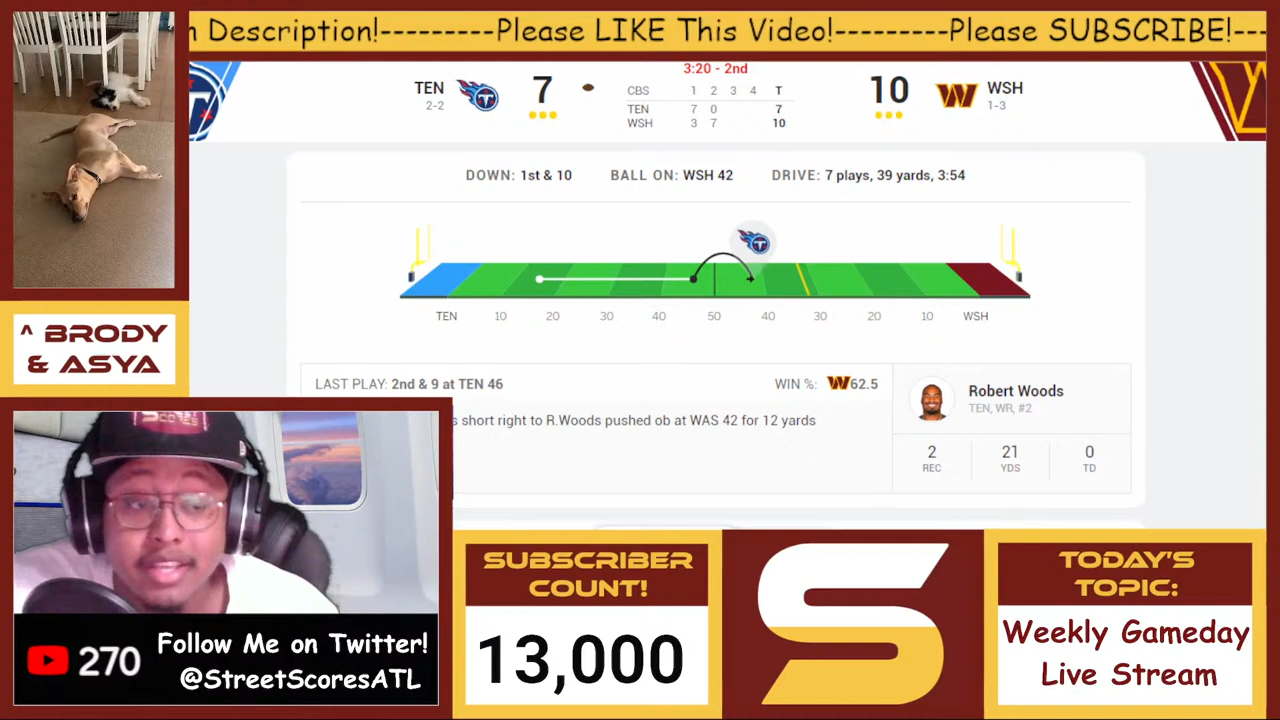 n Description!---------Please LIKE This Video!---------Please SUBSCRIBE!---
3:20 - 2nd
TEN 7 10 WSH
2-2 1-3
CBS 1 2 3 4 T
TEN 7 0 7
WSH 3 7 10
DOWN: 1st & 10 BALL ON: WSH 42 DRIVE: 7 plays, 39 yards, 3:54
TEN 10 20 30 40 50 40 30 20 10 WSH
^ BRODY
& ASYA
LAST PLAY: 2nd & 9 at TEN 46 WIN %: W 62.5
s short right to R.Woods pushed ob at WAS 42 for 12 yards
Robert Woods
TEN, WR, #2
2 21 0
REC YDS TD
SCORES
270
Follow Me on Twitter!
@StreetScoresATL
SUBSCRIBER
COUNT!
13,000
S
TODAY'S
TOPIC:
Weekly Gameday
Live Stream